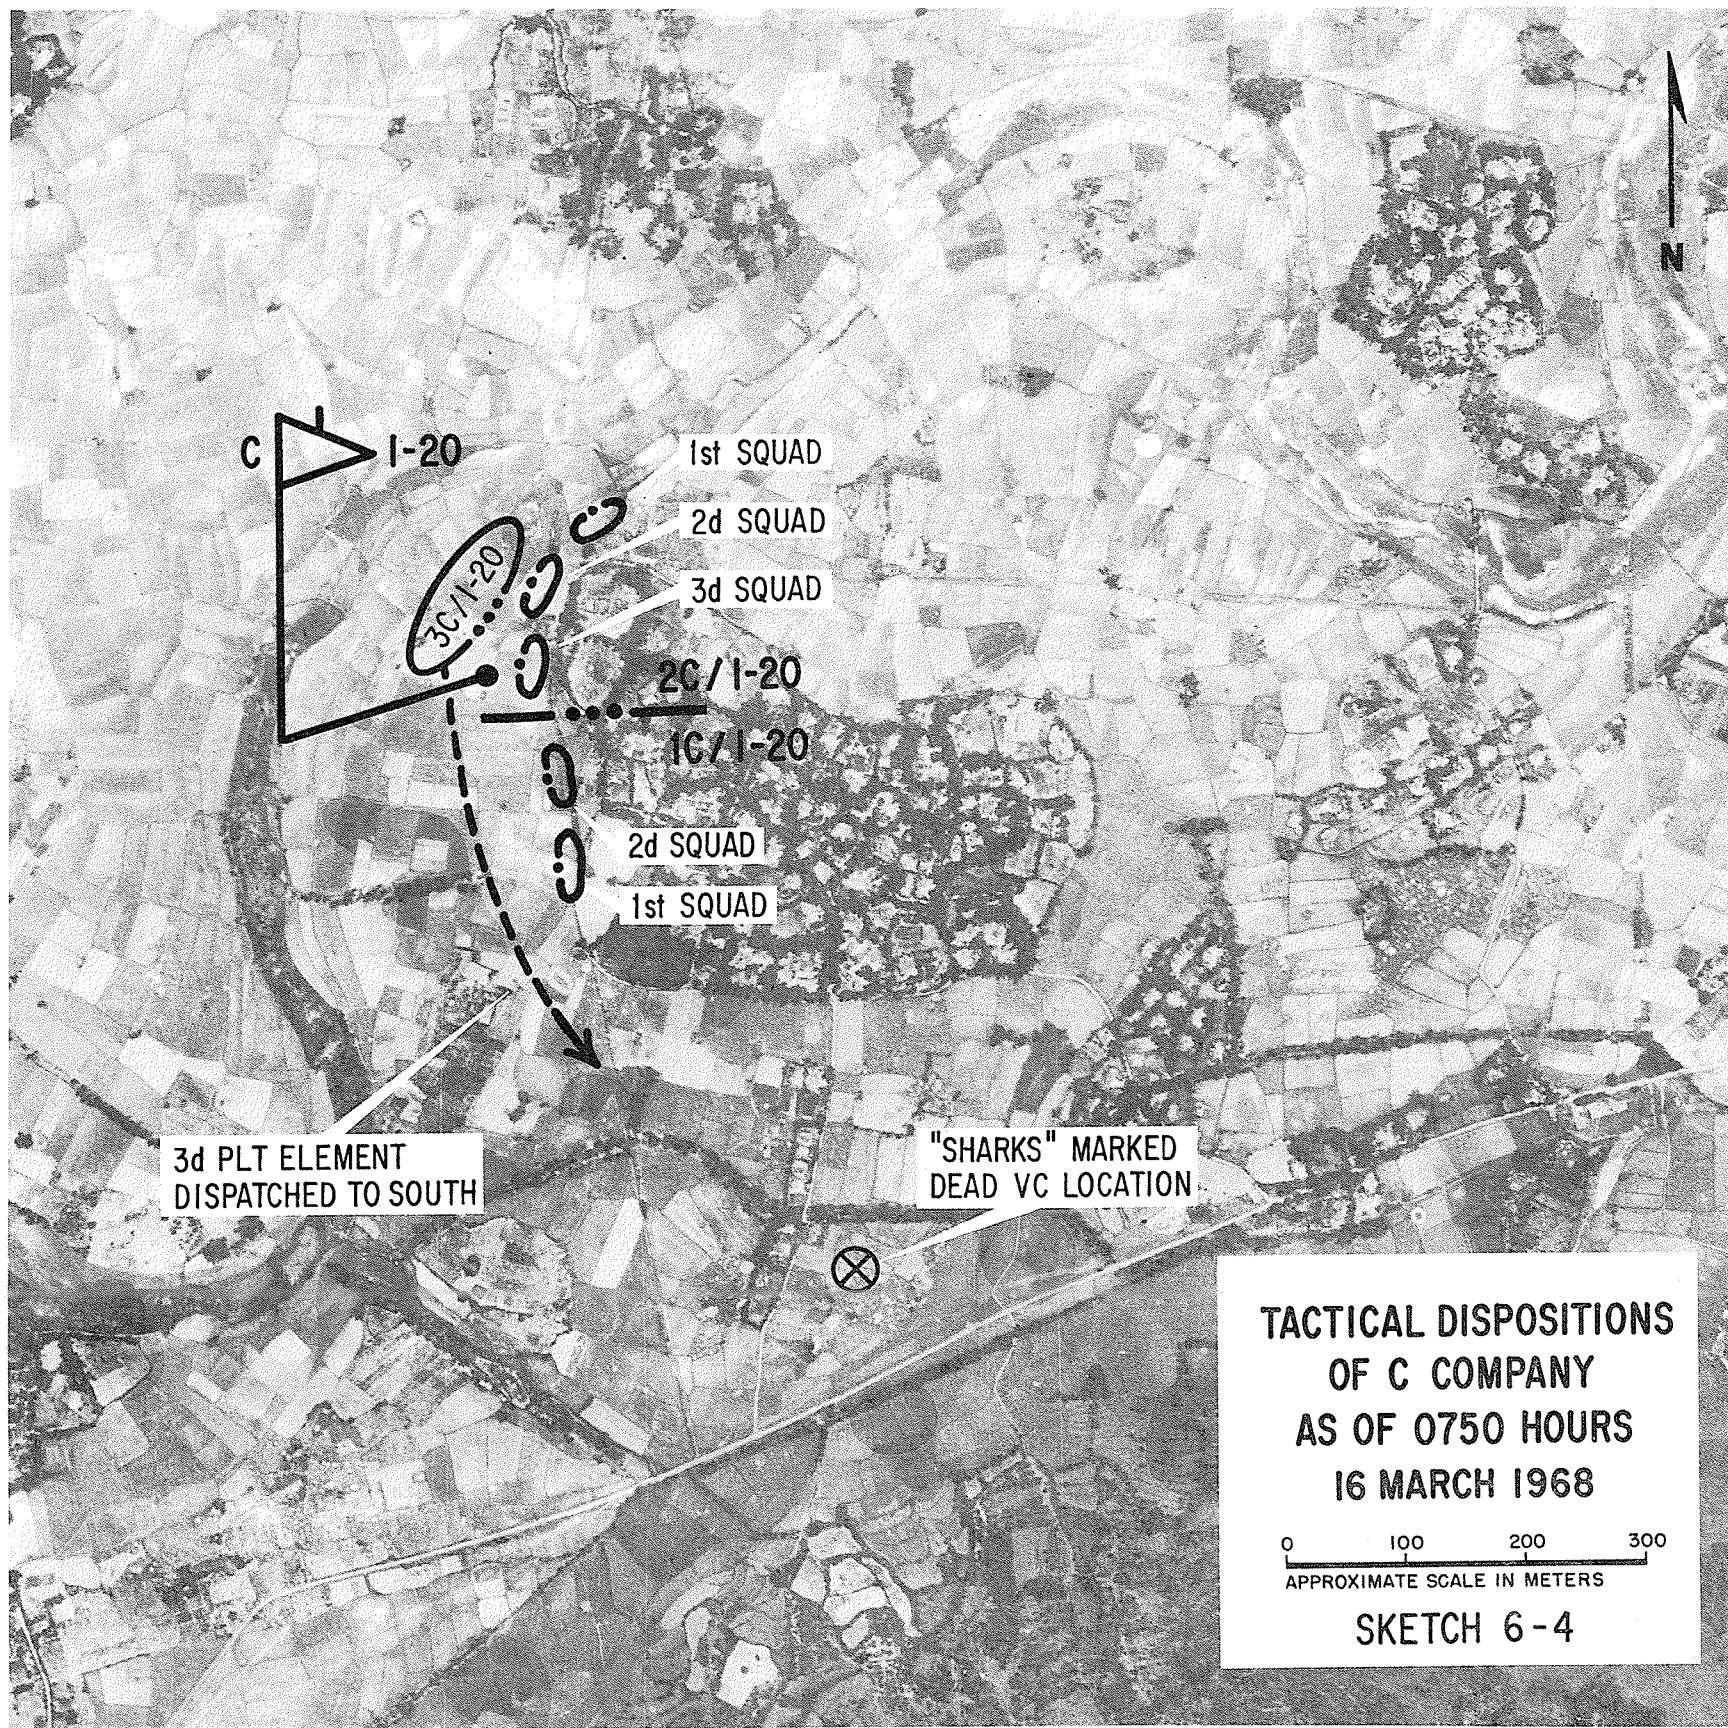 N
C 1-20
1st SQUAD
2d SQUAD
3d SQUAD
3C/1-20
2C/1-20
1C/1-20
2d SQUAD
1st SQUAD
3d PLT ELEMENT
DISPATCHED TO SOUTH
"SHARKS" MARKED
DEAD VC LOCATION
TACTICAL DISPOSITIONS
OF C COMPANY
AS OF 0750 HOURS
16 MARCH 1968
0 100 200 300
APPROXIMATE SCALE IN METERS
SKETCH 6-4